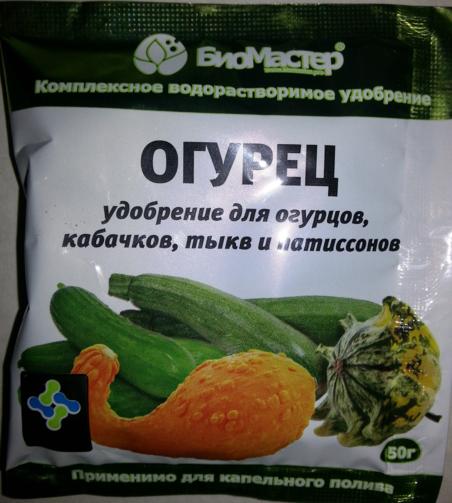 БиоМастер®
Комплексное водорастворимое удобрение
ОГУРЕЦ
удобрение для огурцов,
кабачков, тыкв и патиссонов
50г
Применимо для капельного полива